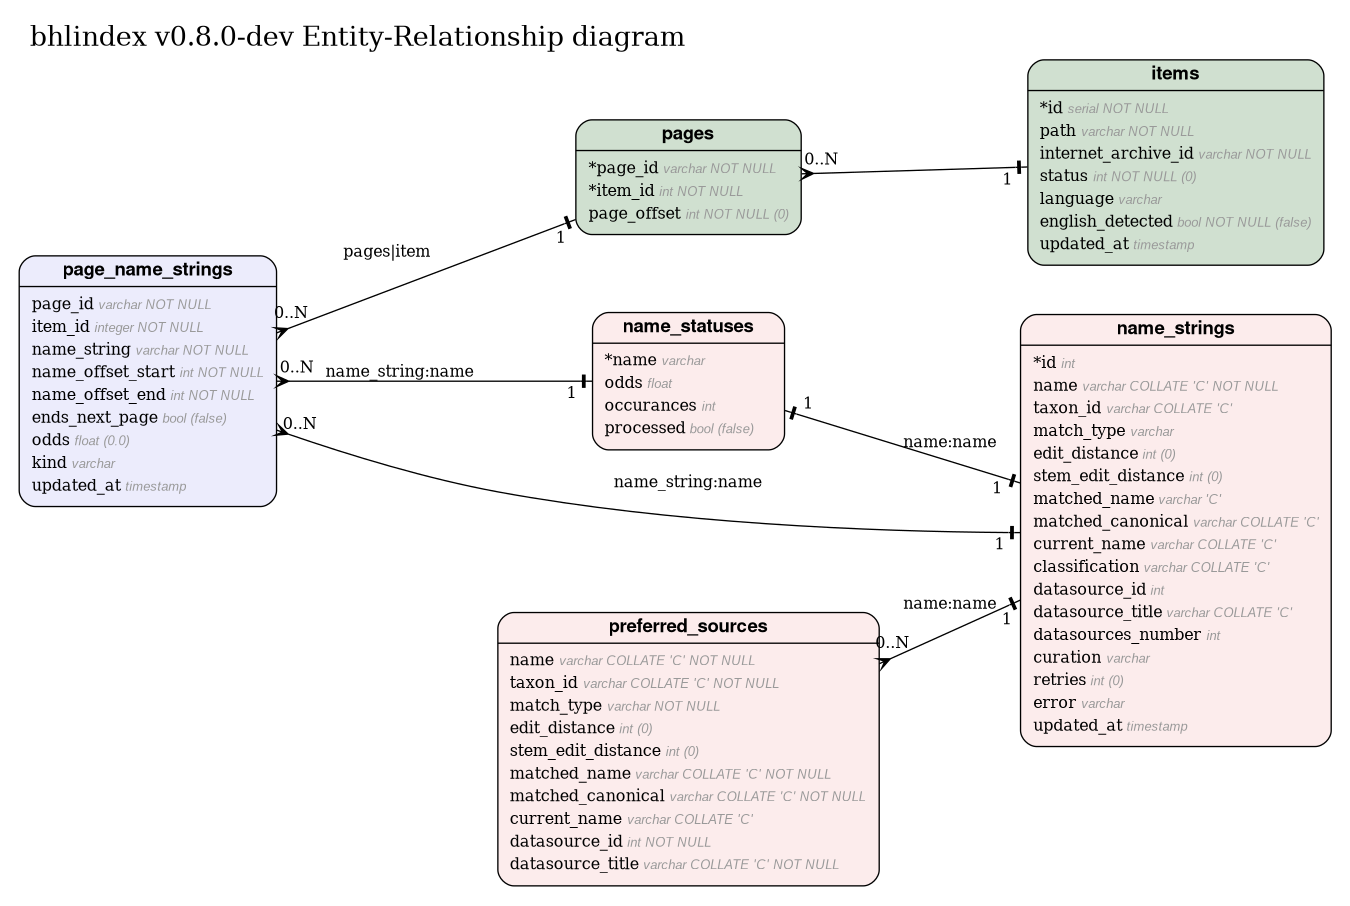 bhlindex v0.8.0-dev Entity-Relationship diagram
items
*id serial NOT NULL
path varchar NOT NULL
internet_archive_id varchar NOT NULL
status int NOT NULL (0)
language varchar
english_detected bool NOT NULL (false)
updated_at timestamp
pages
*page_id varchar NOT NULL
*item_id int NOT NULL
page_offset int NOT NULL (0)
0..N
1
pages|item
1
0..N
page_name_strings
page_id varchar NOT NULL
item_id integer NOT NULL
name_string varchar NOT NULL
name_offset_start int NOT NULL
name_offset_end int NOT NULL
ends_next_page bool (false)
odds float (0.0)
kind varchar
updated_at timestamp
0..N
name_string:name
1
0..N
name_string:name
1
name_statuses
*name varchar
odds float
occurances int
processed bool (false)
1
name:name
1
name_strings
*id int
name varchar COLLATE 'C' NOT NULL
taxon_id varchar COLLATE 'C'
match_type varchar
edit_distance int (0)
stem_edit_distance int (0)
matched_name varchar 'C'
matched_canonical varchar COLLATE 'C'
current_name varchar COLLATE 'C'
classification varchar COLLATE 'C'
datasource_id int
datasource_title varchar COLLATE 'C'
datasources_number int
curation varchar
retries int (0)
error varchar
updated_at timestamp
name:name
1
0..N
preferred_sources
name varchar COLLATE 'C' NOT NULL
taxon_id varchar COLLATE 'C' NOT NULL
match_type varchar NOT NULL
edit_distance int (0)
stem_edit_distance int (0)
matched_name varchar COLLATE 'C' NOT NULL
matched_canonical varchar COLLATE 'C' NOT NULL
current_name varchar COLLATE 'C'
datasource_id int NOT NULL
datasource_title varchar COLLATE 'C' NOT NULL